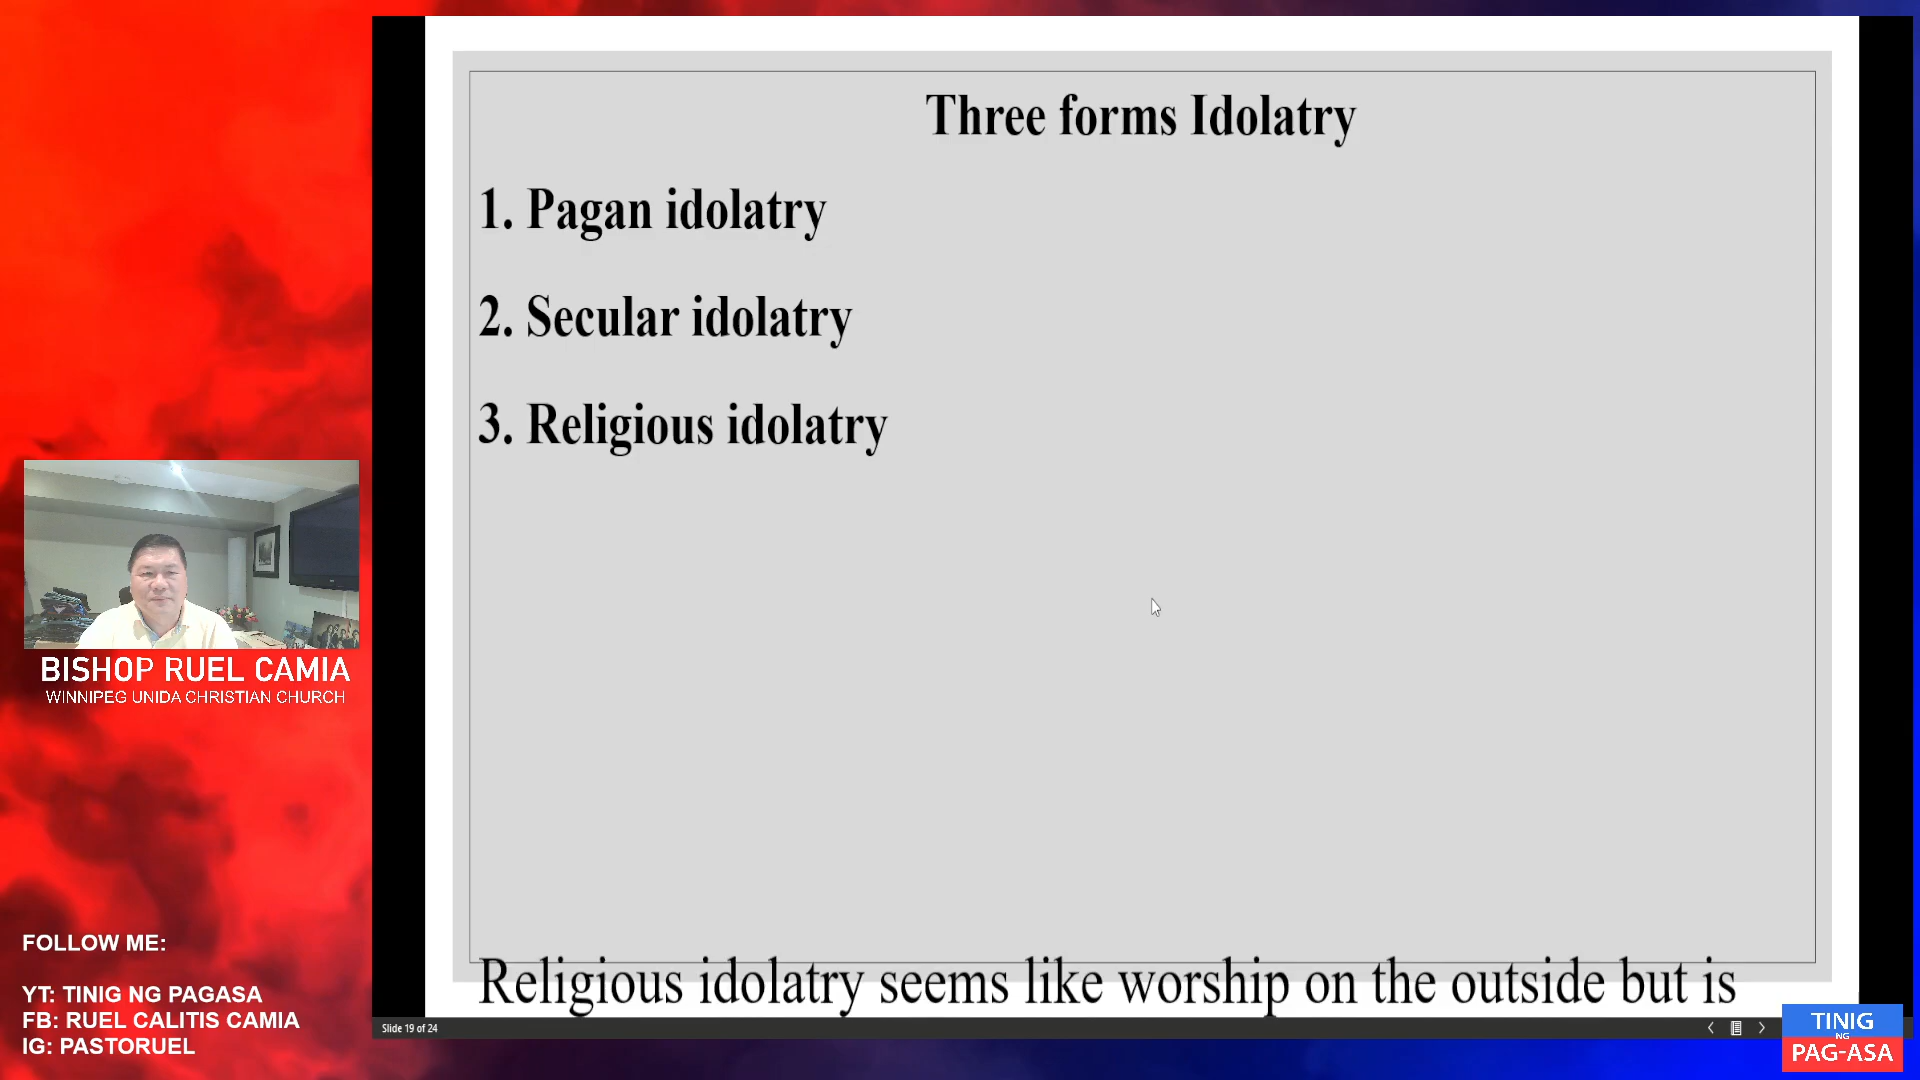 Three forms Idolatry
1. Pagan idolatry
2. Secular idolatry
3. Religious idolatry
Religious idolatry seems like worship on the outside but is
Slide 19 of 24
BISHOP RUEL CAMIA
WINNIPEG UNIDA CHRISTIAN CHURCH
FOLLOW ME:
YT: TINIG NG PAGASA
FB: RUEL CALITIS CAMIA
IG: PASTORUEL
TINIG
NG
PAG-ASA